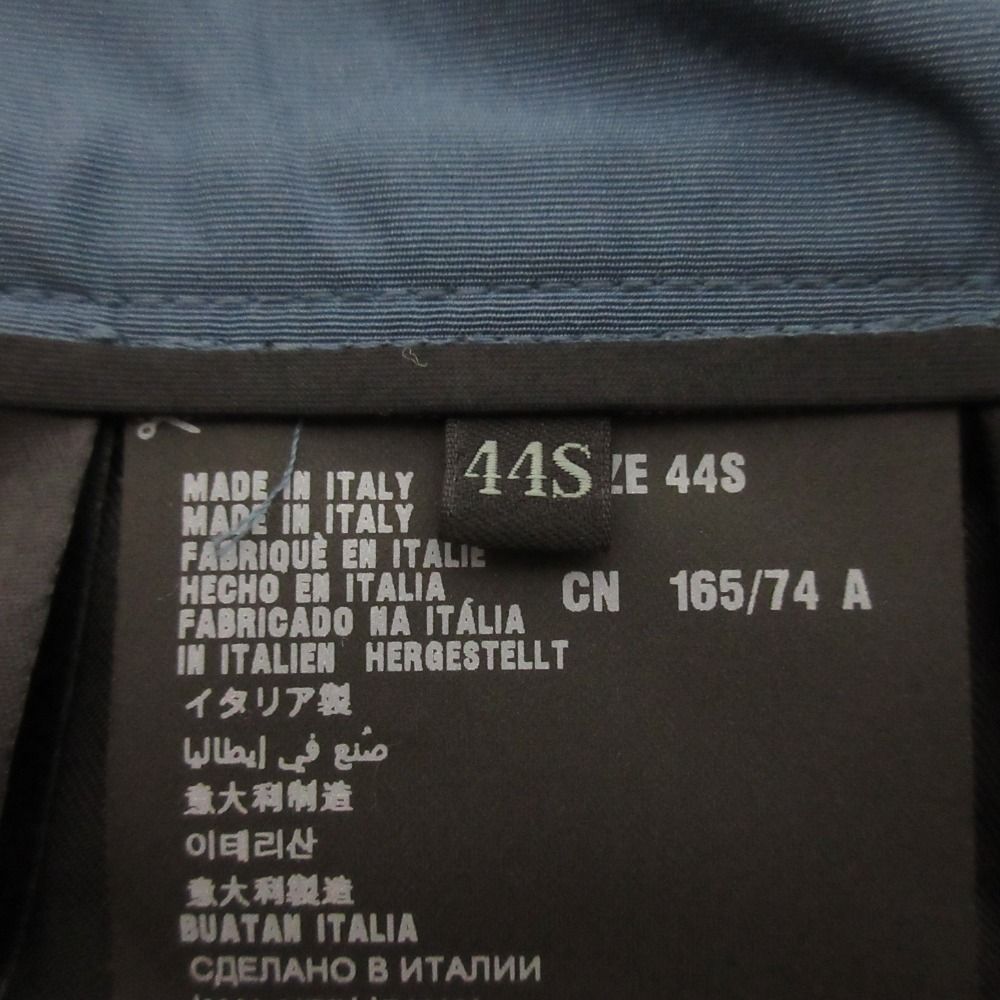 44S
ZE 44S
MADE IN ITALY
MADE IN ITALY
FABRIQUÈ EN ITALIE
HECHO EN ITALIA
CN 165/74 A
FABRICADO NA ITÁLIA
IN ITALIEN HERGESTELLT
イタリア製
صُنع في إيطاليا
意大利制造
이태리산
意大利製造
BUATAN ITALIA
СДЕЛАНО В ИТАЛИИ